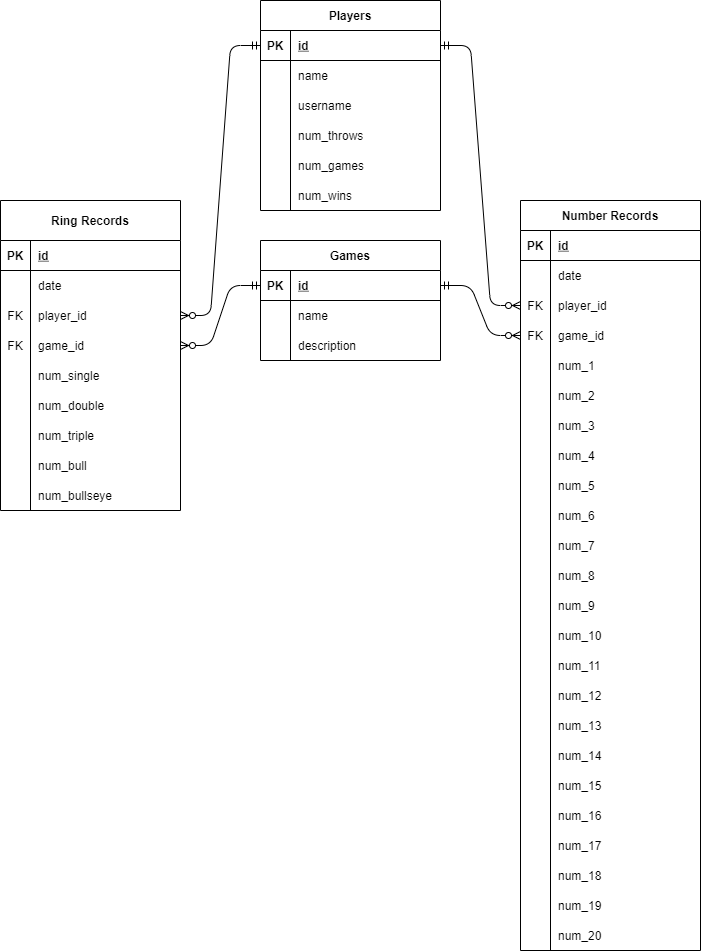 Players
PK id
name
username
num_throws
num_games
num_wins
Ring Records
PK id
date
FK player_id
FK game_id
num_single
num_double
num_triple
num_bull
num_bullseye
Games
PK id
name
description
Number Records
PK id
date
FK player_id
FK game_id
num_1
num_2
num_3
num_4
num_5
num_6
num_7
num_8
num_9
num_10
num_11
num_12
num_13
num_14
num_15
num_16
num_17
num_18
num_19
num_20